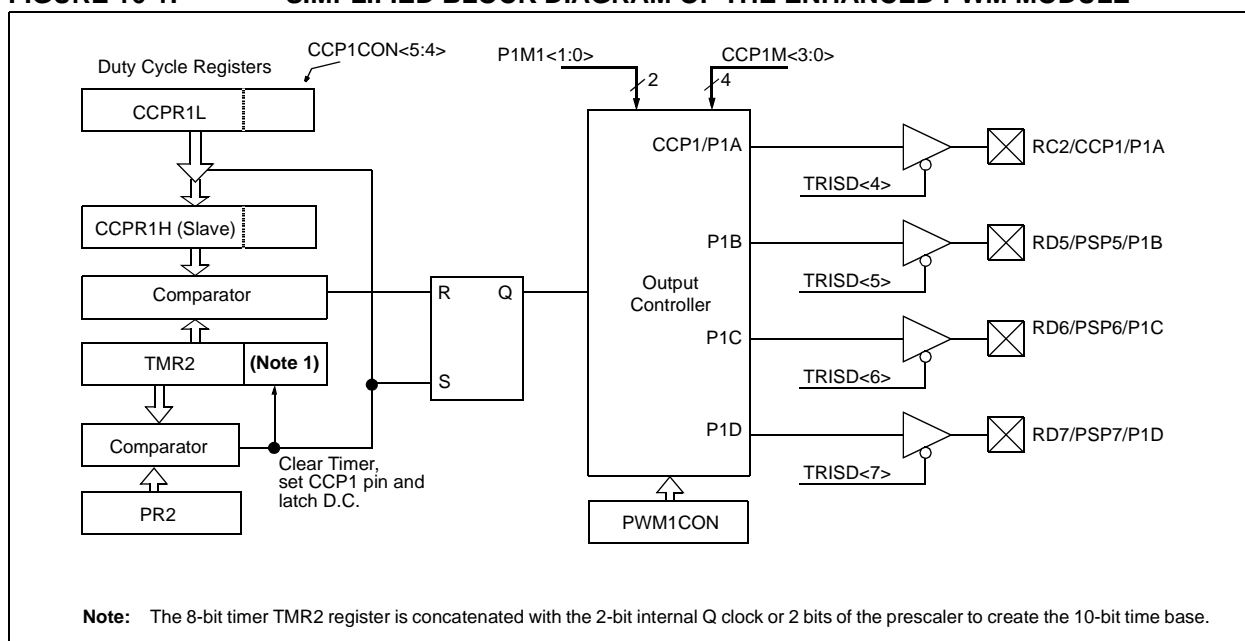 Duty Cycle Registers
CCP1CON<5:4>
CCPR1L
CCPR1H (Slave)
Comparator
TMR2
(Note 1)
Comparator
PR2
Clear Timer,
set CCP1 pin and
latch D.C.
R
Q
S
P1M1<1:0>
2
CCP1M<3:0>
4
Output
Controller
CCP1/P1A
P1B
P1C
P1D
PWM1CON
TRISD<4>
RC2/CCP1/P1A
TRISD<5>
RD5/PSP5/P1B
TRISD<6>
RD6/PSP6/P1C
TRISD<7>
RD7/PSP7/P1D
Note: The 8-bit timer TMR2 register is concatenated with the 2-bit internal Q clock or 2 bits of the prescaler to create the 10-bit time base.